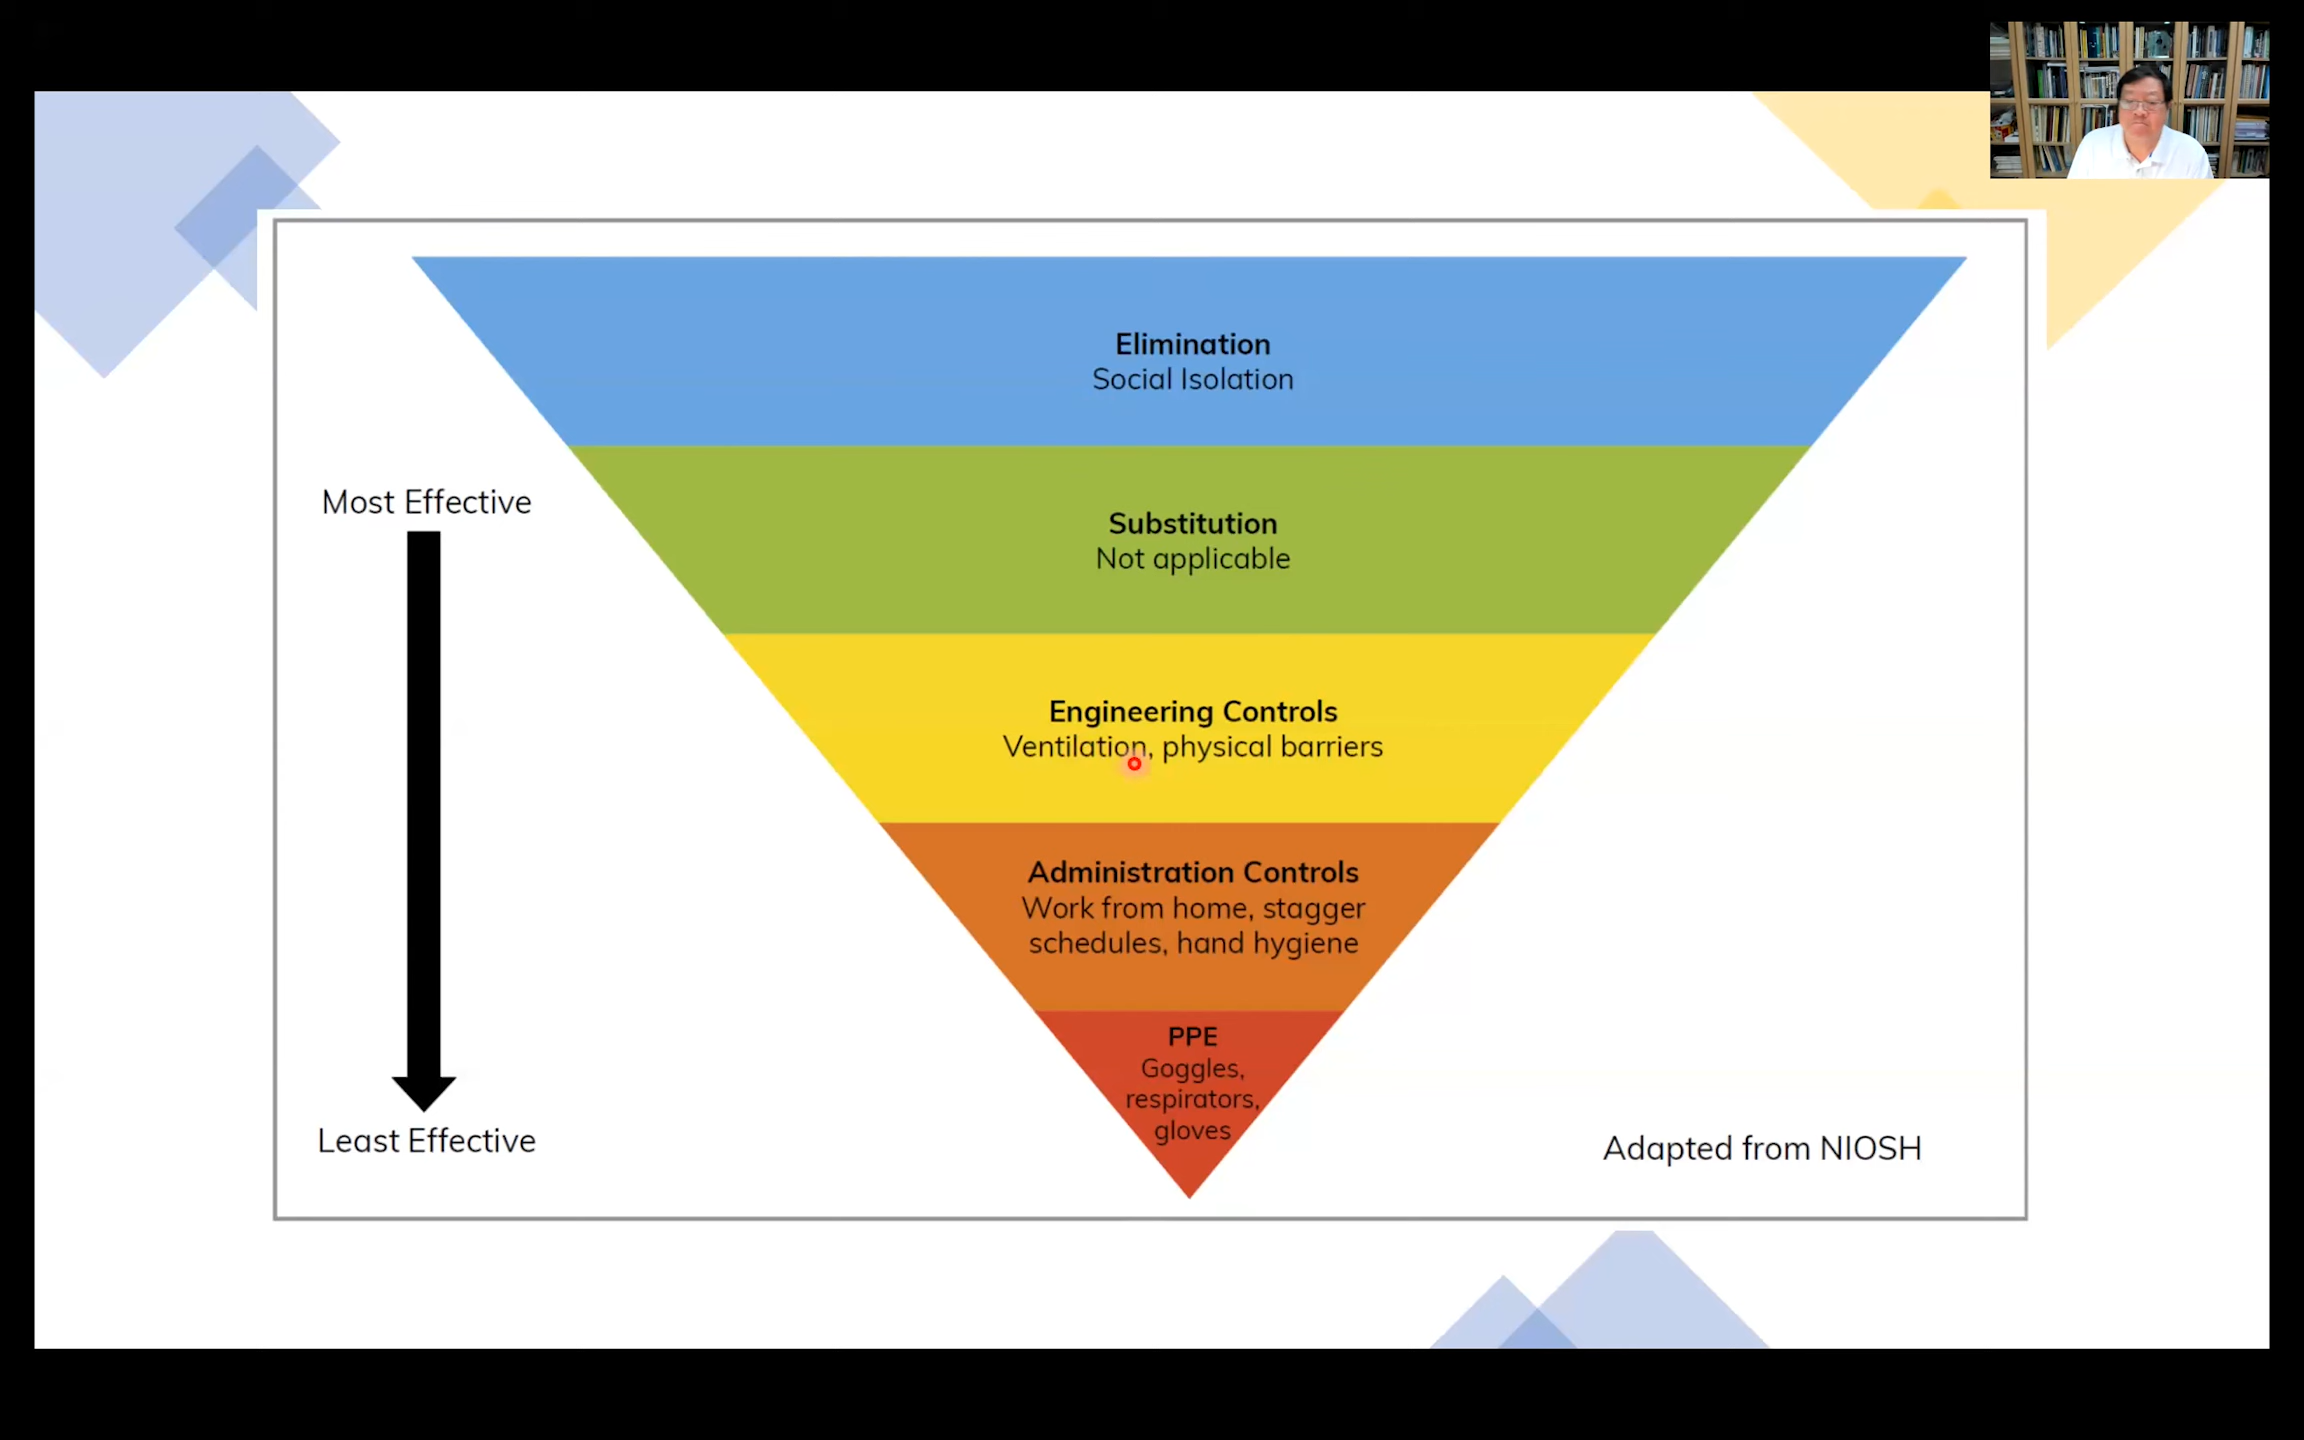 Elimination
Social Isolation
Most Effective
Substitution
Not applicable
Engineering Controls
Ventilation, physical barriers
Administration Controls
Work from home, stagger
schedules, hand hygiene
PPE
Goggles,
respirators,
gloves
Least Effective
Adapted from NIOSH